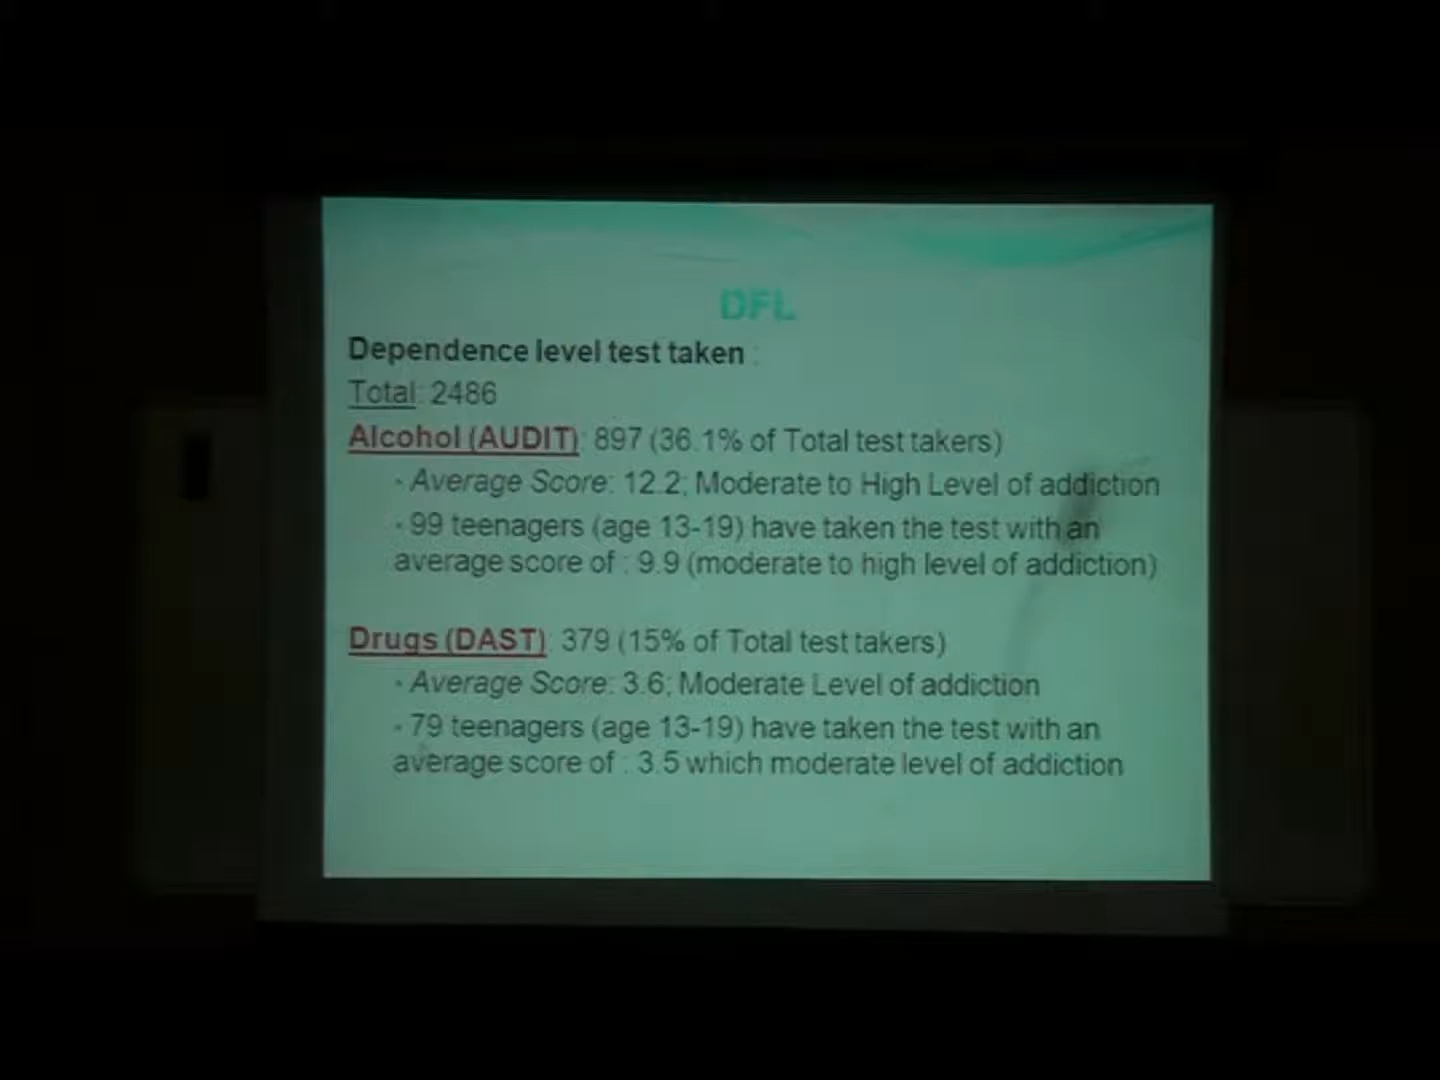 DFL
Dependence level test taken :
Total: 2486
Alcohol (AUDIT): 897 (36.1% of Total test takers)
- Average Score: 12.2; Moderate to High Level of addiction
- 99 teenagers (age 13-19) have taken the test with an
average score of : 9.9 (moderate to high level of addiction)
Drugs (DAST): 379 (15% of Total test takers)
- Average Score: 3.6; Moderate Level of addiction
- 79 teenagers (age 13-19) have taken the test with an
average score of : 3.5 which moderate level of addiction